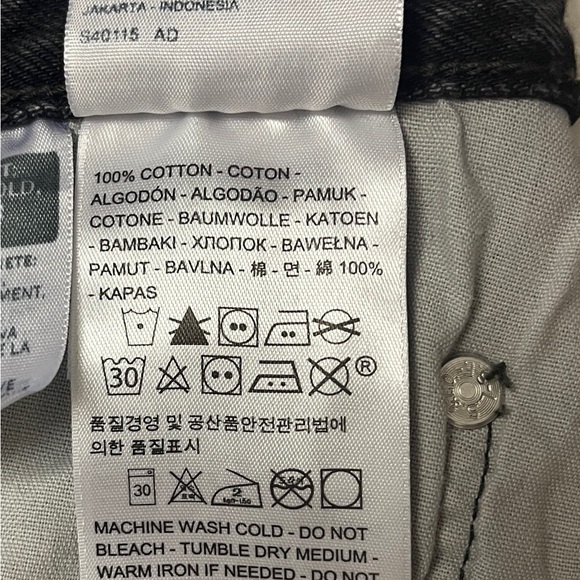 JAKARTA - INDONESIA
S40115 AD
100% COTTON - COTON -
ALGODÓN - ALGODÃO - PAMUK -
COTONE - BAUMWOLLE - KATOEN
- BAMBAKI - ХЛОПОК - BAWEŁNA -
PAMUT - BAVLNA - 棉 - 면 - 綿 100%
- KAPAS
30
®
품질경영 및 공산품안전관리법에
의한 품질표시
30
2
MACHINE WASH COLD - DO NOT
BLEACH - TUMBLE DRY MEDIUM -
WARM IRON IF NEEDED - DO NOT